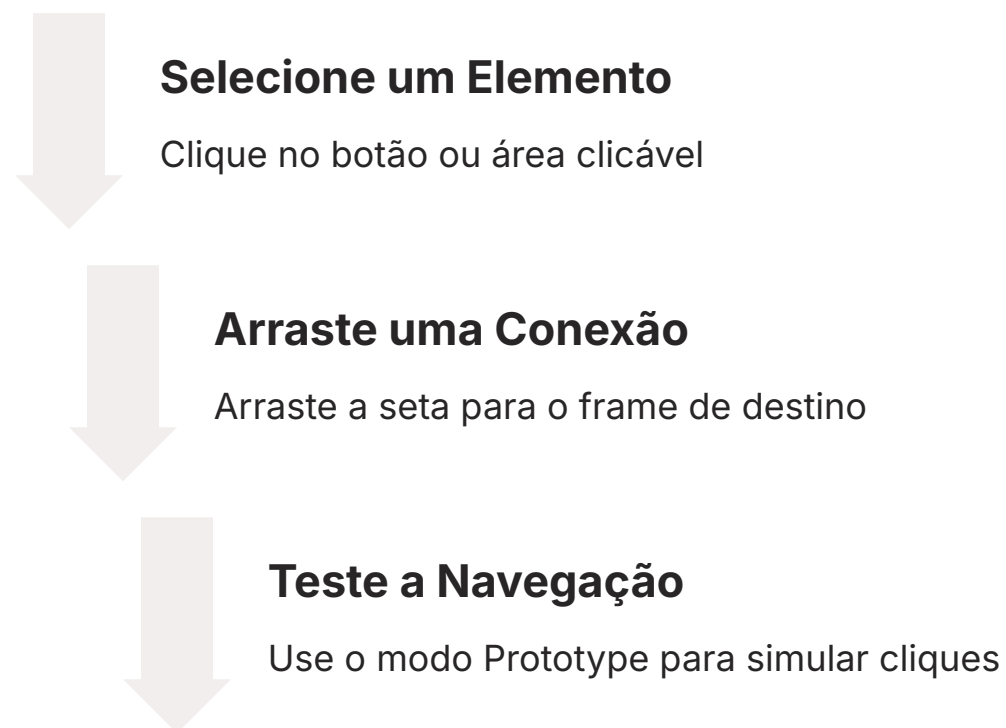 Selecione um Elemento
Clique no botão ou área clicável
Arraste uma Conexão
Arraste a seta para o frame de destino
Teste a Navegação
Use o modo Prototype para simular cliques